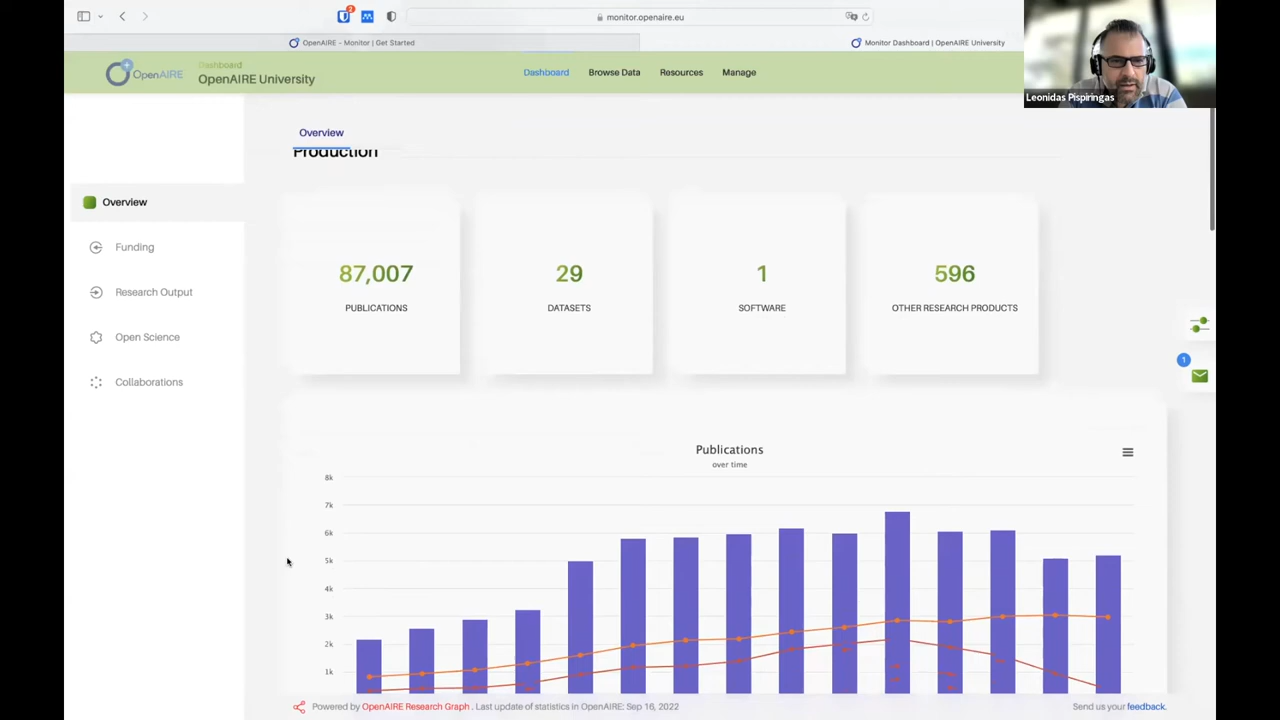 2
monitor.openaire.eu
OpenAIRE - Monitor | Get Started
Monitor Dashboard | OpenAIRE University
OpenAIRE
Dashboard
OpenAIRE University
Dashboard
Browse Data
Resources
Manage
Leonidas Pispiringas
Overview
Production
Overview
Funding
Research Output
Open Science
Collaborations
87,007
PUBLICATIONS
29
DATASETS
1
SOFTWARE
596
OTHER RESEARCH PRODUCTS
1
Publications
over time
8k
7k
6k
5k
4k
3k
2k
1k
Powered by OpenAIRE Research Graph . Last update of statistics in OpenAIRE: Sep 16, 2022
Send us your feedback.